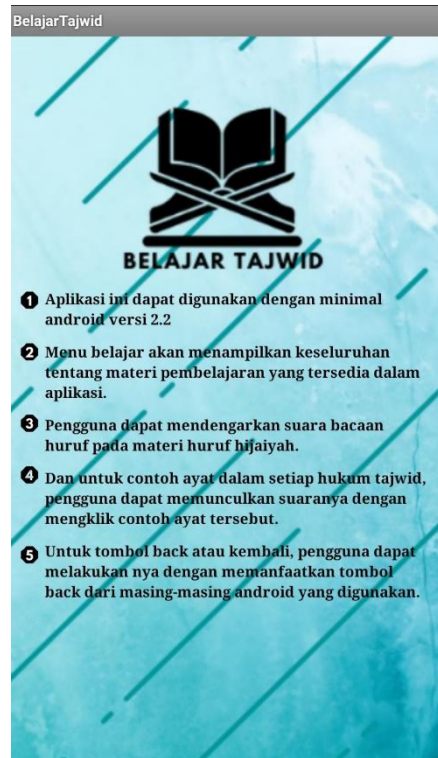 BelajarTajwid
BELAJAR TAJWID
1 Aplikasi ini dapat digunakan dengan minimal
android versi 2.2
2 Menu belajar akan menampilkan keseluruhan
tentang materi pembelajaran yang tersedia dalam
aplikasi.
3 Pengguna dapat mendengarkan suara bacaan
huruf pada materi huruf hijaiyah.
4 Dan untuk contoh ayat dalam setiap hukum tajwid,
pengguna dapat memunculkan suaranya dengan
mengklik contoh ayat tersebut.
5 Untuk tombol back atau kembali, pengguna dapat
melakukan nya dengan memanfaatkan tombol
back dari masing-masing android yang digunakan.